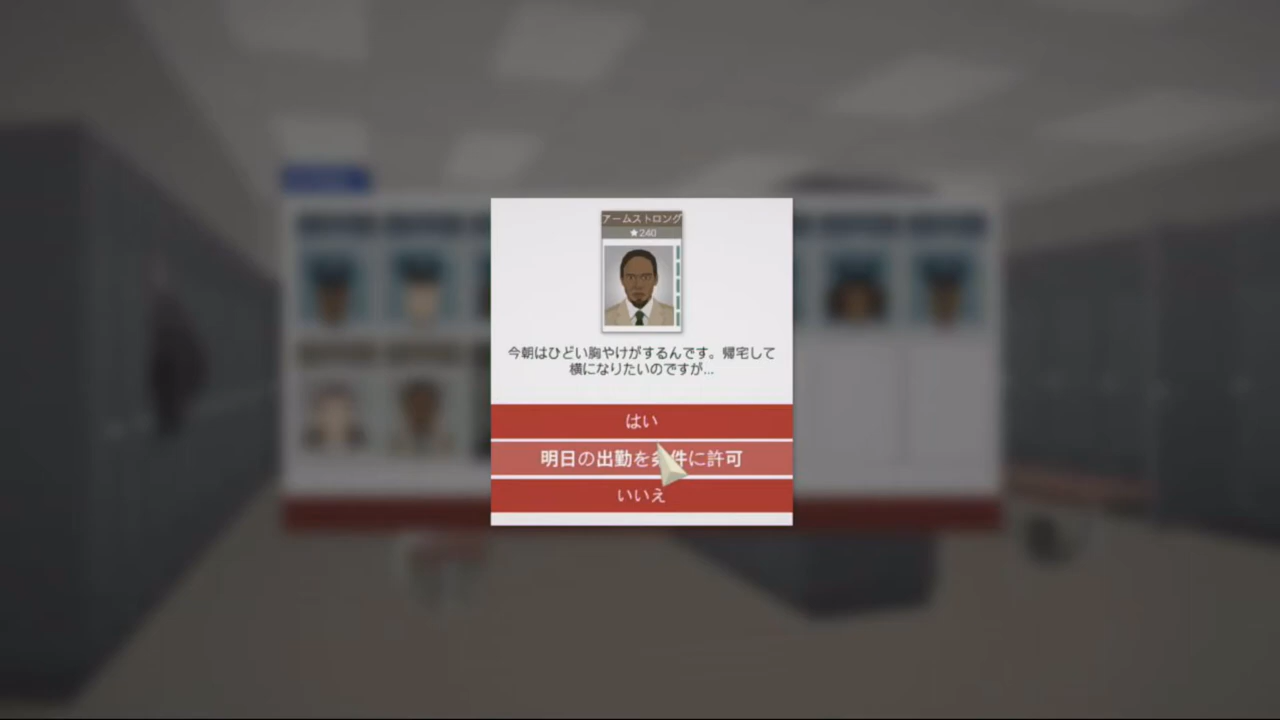 アームストロング
★240
今朝はひどい胸やけがするんです。帰宅して
横になりたいのですが...
はい
明日の出勤を条件に許可
いいえ